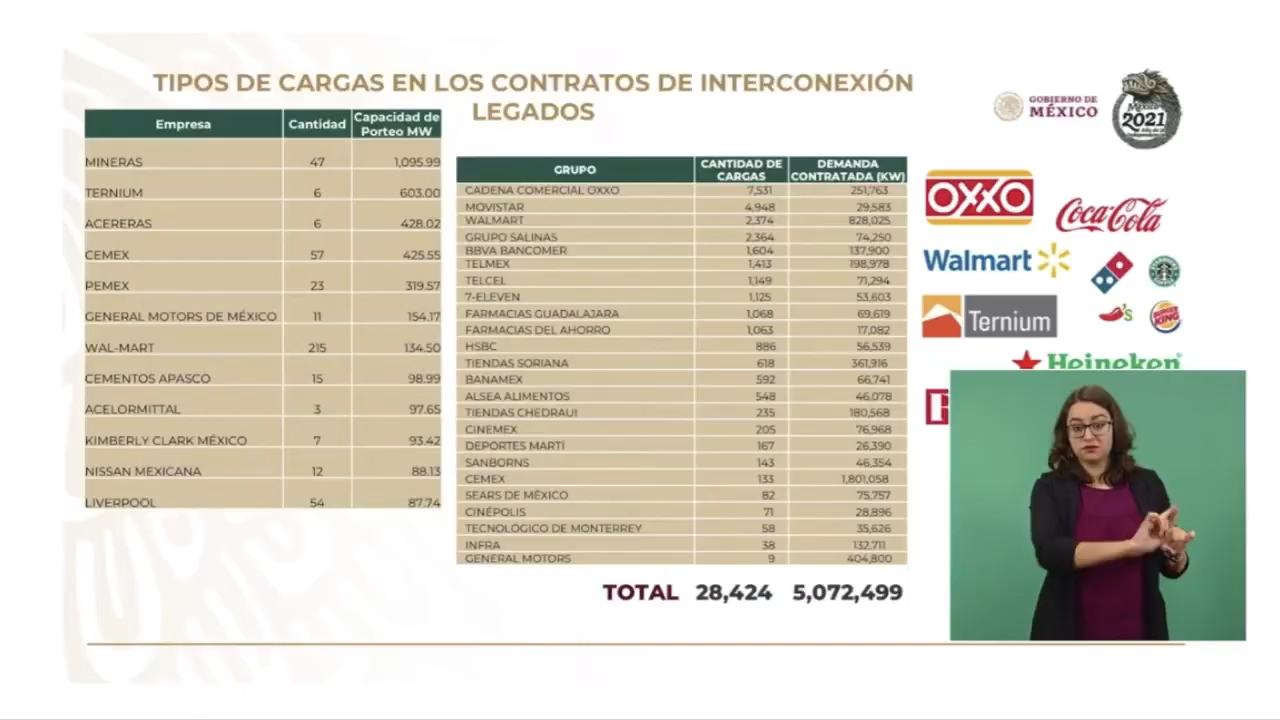 TIPOS DE CARGAS EN LOS CONTRATOS DE INTERCONEXIÓN
LEGADOS
GOBIERNO DE
MÉXICO
México
2021
Empresa Cantidad Capacidad de Porteo MW
MINERAS 47 1,095.99
TERNIUM 6 603.00
ACERERAS 6 428.02
CEMEX 57 425.55
PEMEX 23 319.57
GENERAL MOTORS DE MÉXICO 11 154.17
WAL-MART 215 134.50
CEMENTOS APASCO 15 98.99
ACELORMITTAL 3 97.65
KIMBERLY CLARK MÉXICO 7 93.42
NISSAN MEXICANA 12 88.13
LIVERPOOL 54 87.74
GRUPO CANTIDAD DE CARGAS DEMANDA CONTRATADA (KW)
CADENA COMERCIAL OXXO 7,531 251,763
MOVISTAR 4,948 29,583
WALMART 2,374 828,025
GRUPO SALINAS 2,364 74,250
BBVA BANCOMER 1,604 137,900
TELMEX 1,413 198,978
TELCEL 1,149 71,294
7-ELEVEN 1,125 53,603
FARMACIAS GUADALAJARA 1,068 69,619
FARMACIAS DEL AHORRO 1,063 17,082
HSBC 886 56,539
TIENDAS SORIANA 618 361,916
BANAMEX 592 66,741
ALSEA ALIMENTOS 548 46,078
TIENDAS CHEDRAUI 235 180,568
CINEMEX 205 76,968
DEPORTES MARTÍ 167 26,390
SANBORNS 143 46,354
CEMEX 133 1,801,058
SEARS DE MÉXICO 82 75,757
CINÉPOLIS 71 28,896
TECNOLÓGICO DE MONTERREY 58 35,626
INFRA 38 132,711
GENERAL MOTORS 9 404,800
TOTAL 28,424 5,072,499
OXXO
Coca-Cola
Walmart
Ternium
's
BURGER
KING
Heineken